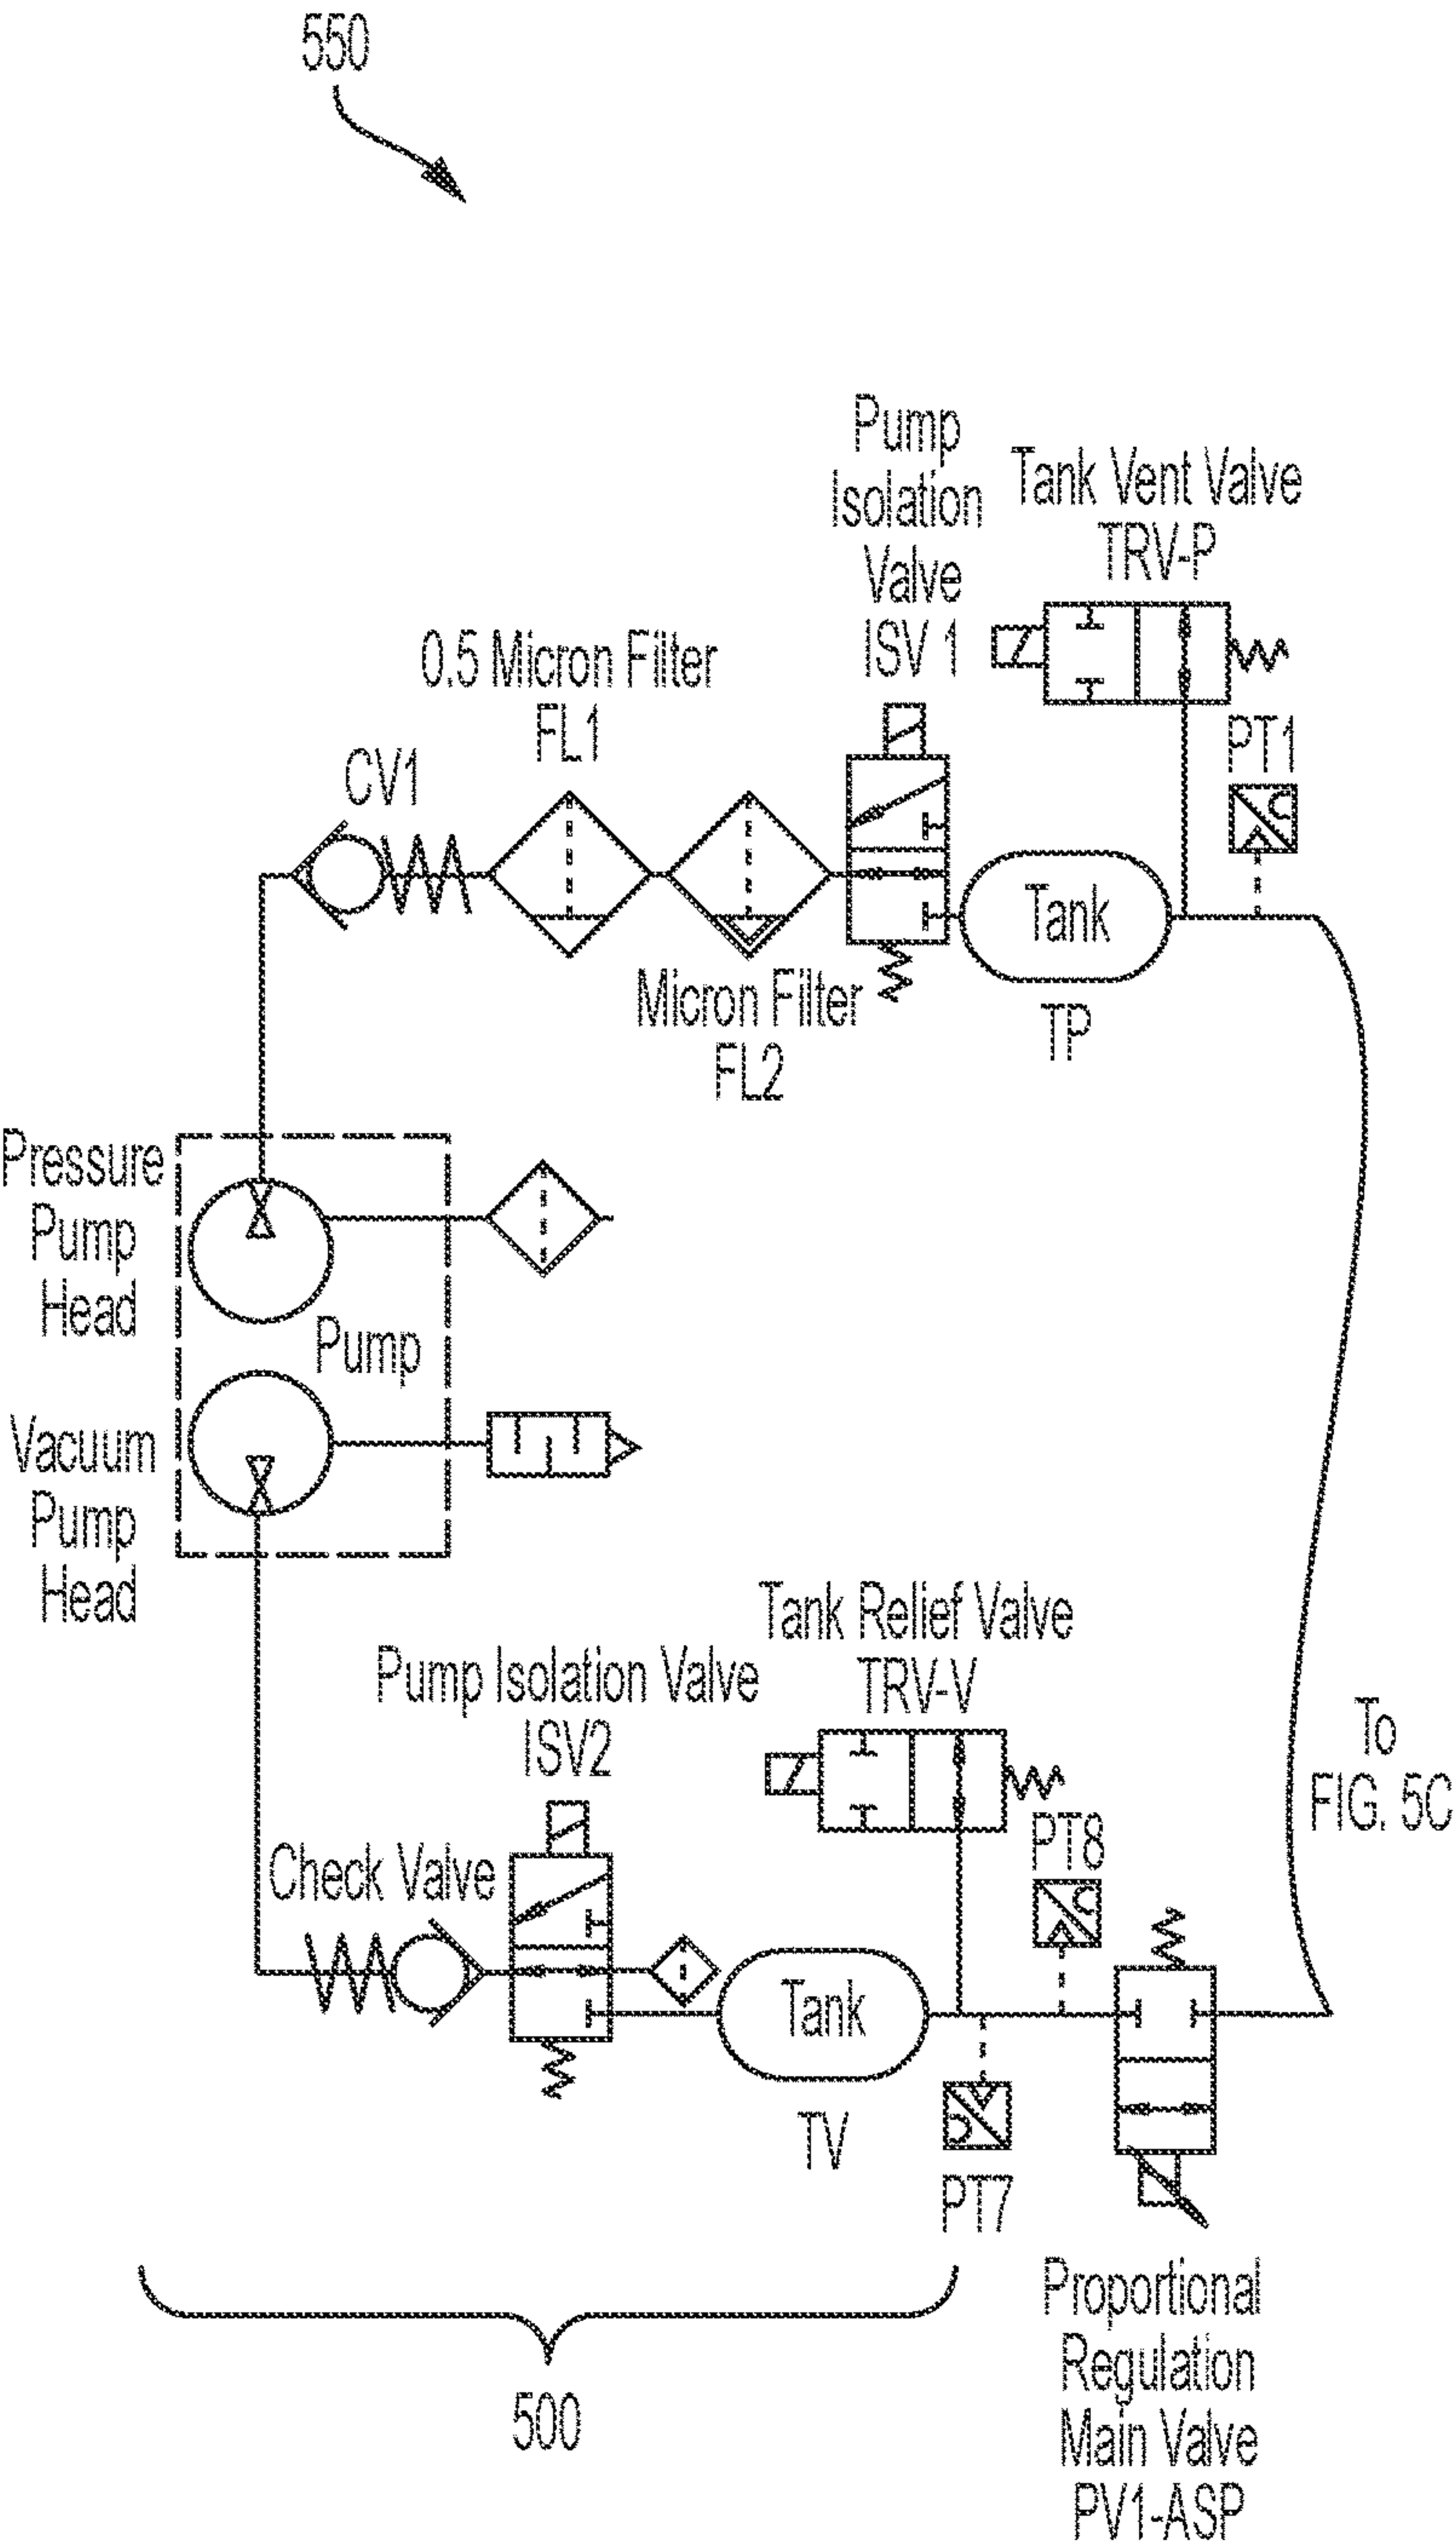 550
Pump
Isolation
Valve
ISV 1
Tank Vent Valve
TRV-P
0.5 Micron Filter
FL1
PT1
CV1
Tank
TP
Micron Filter
FL2
Pressure
Pump
Head
Pump
Vacuum
Pump
Head
Tank Relief Valve
TRV-V
Pump Isolation Valve
ISV2
To
FIG. 5C
PT8
Check Valve
Tank
TV
PT7
Proportional
Regulation
Main Valve
PV1-ASP
500